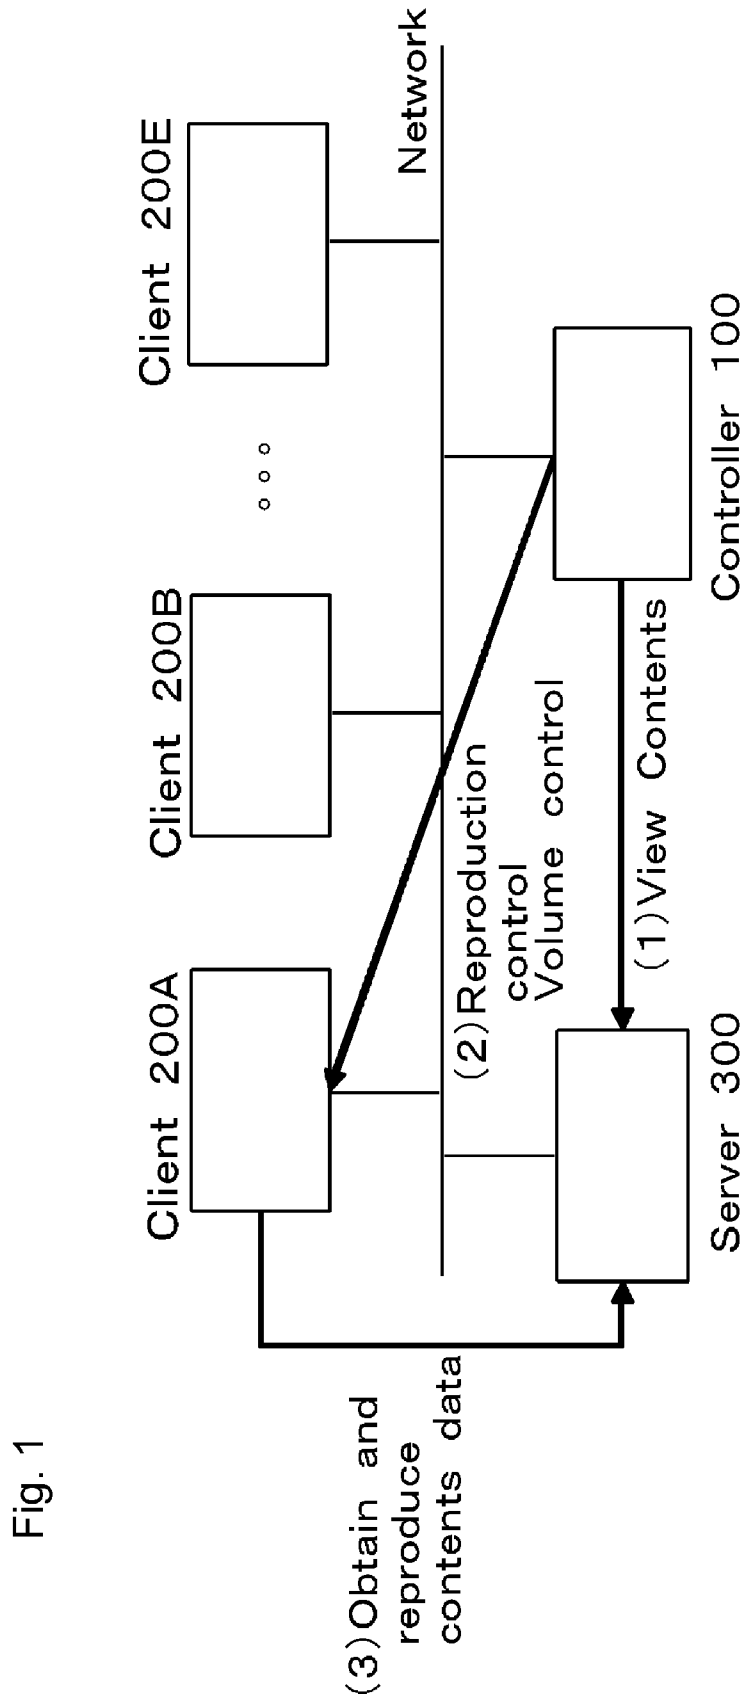 Fig. 1
Client 200A
Client 200B
Client 200E
Network
(2)Reproduction
control
Volume control
(1)View Contents
(3)Obtain and
reproduce
contents data
Server 300
Controller 100